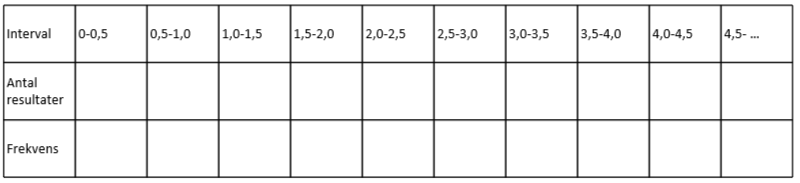 Interval 0-0,5 0,5-1,0 1,0-1,5 1,5-2,0 2,0-2,5 2,5-3,0 3,0-3,5 3,5-4,0 4,0-4,5 4,5- ...
Antal
resultater
Frekvens